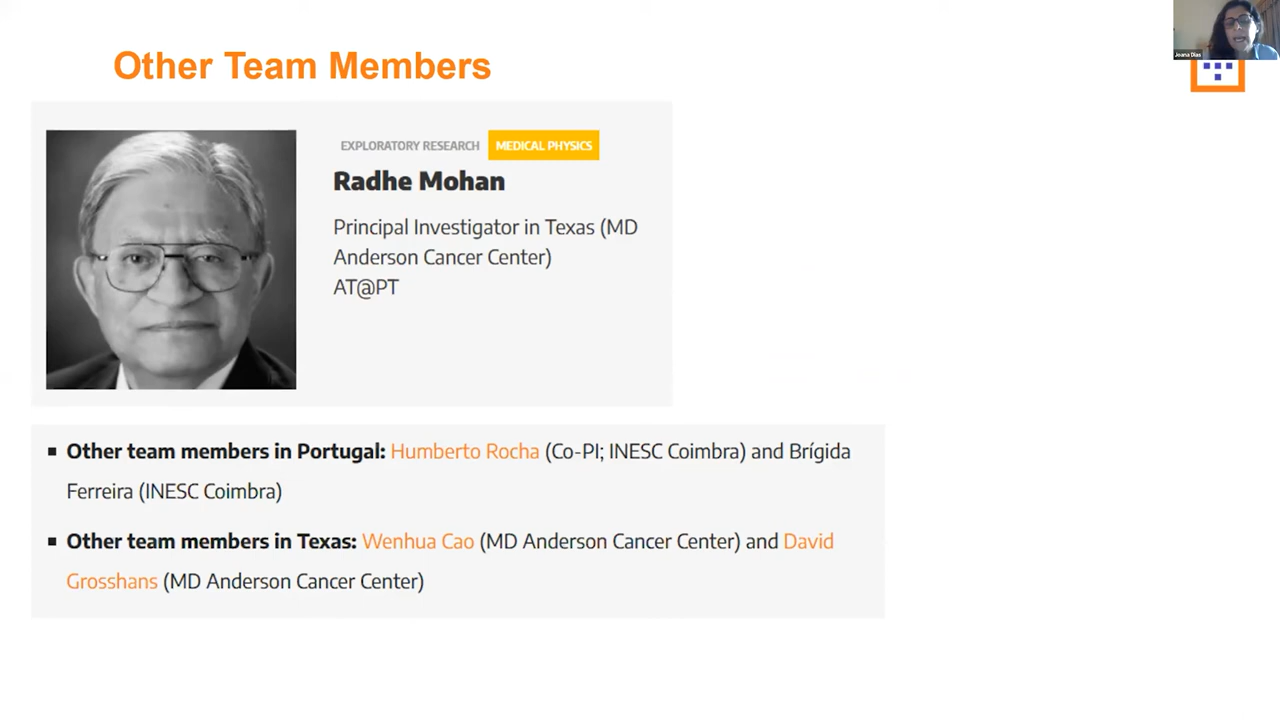 Other Team Members
Joana Dias
EXPLORATORY RESEARCH MEDICAL PHYSICS
Radhe Mohan
Principal Investigator in Texas (MD
Anderson Cancer Center)
AT@PT
▪ Other team members in Portugal: Humberto Rocha (Co-PI; INESC Coimbra) and Brígida
Ferreira (INESC Coimbra)
▪ Other team members in Texas: Wenhua Cao (MD Anderson Cancer Center) and David
Grosshans (MD Anderson Cancer Center)